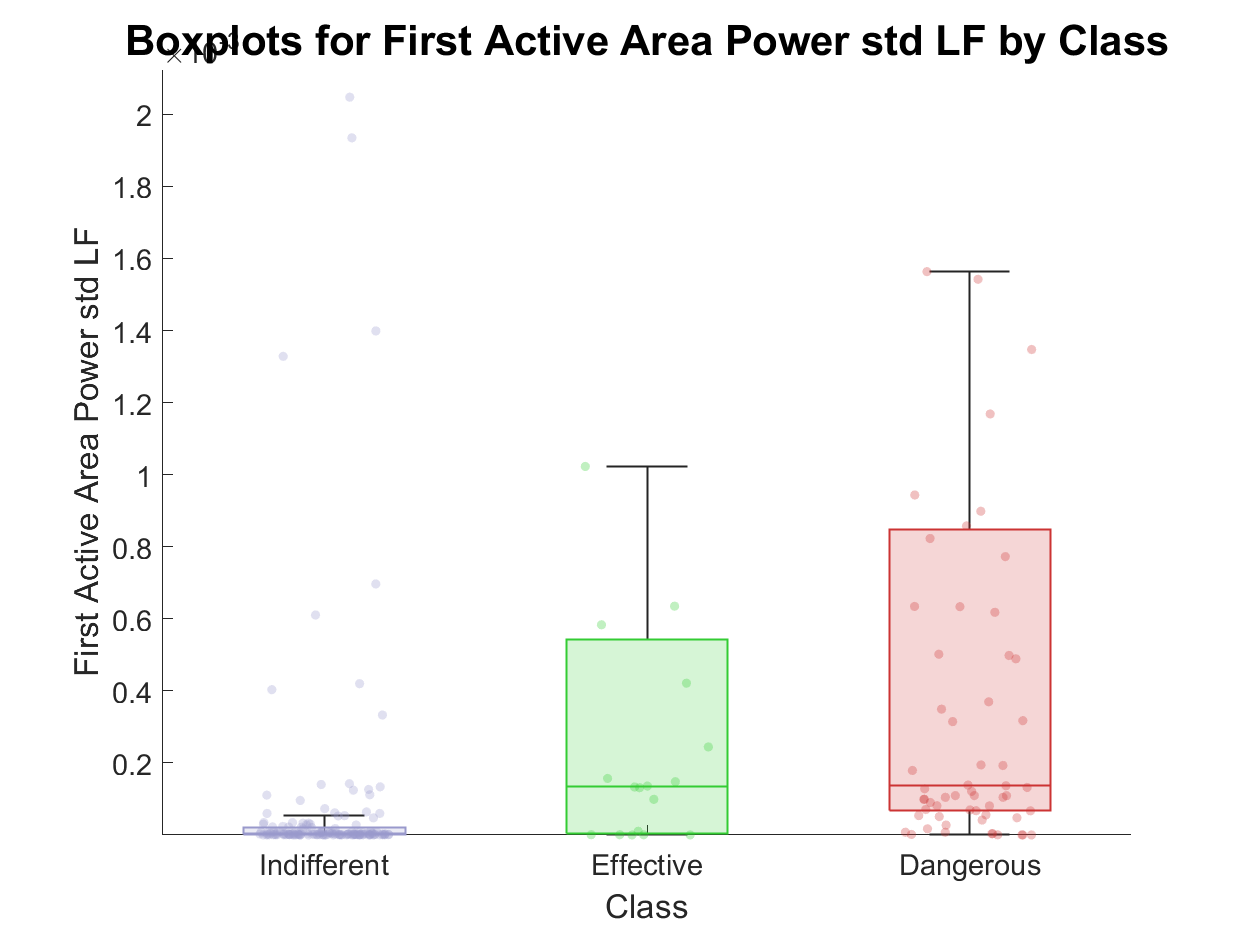 Boxplots for First Active Area Power std LF by Class
2
1.8
1.6
1.4
1.2
1
0.8
0.6
0.4
0.2
First Active Area Power std LF
Indifferent Effective Dangerous
Class